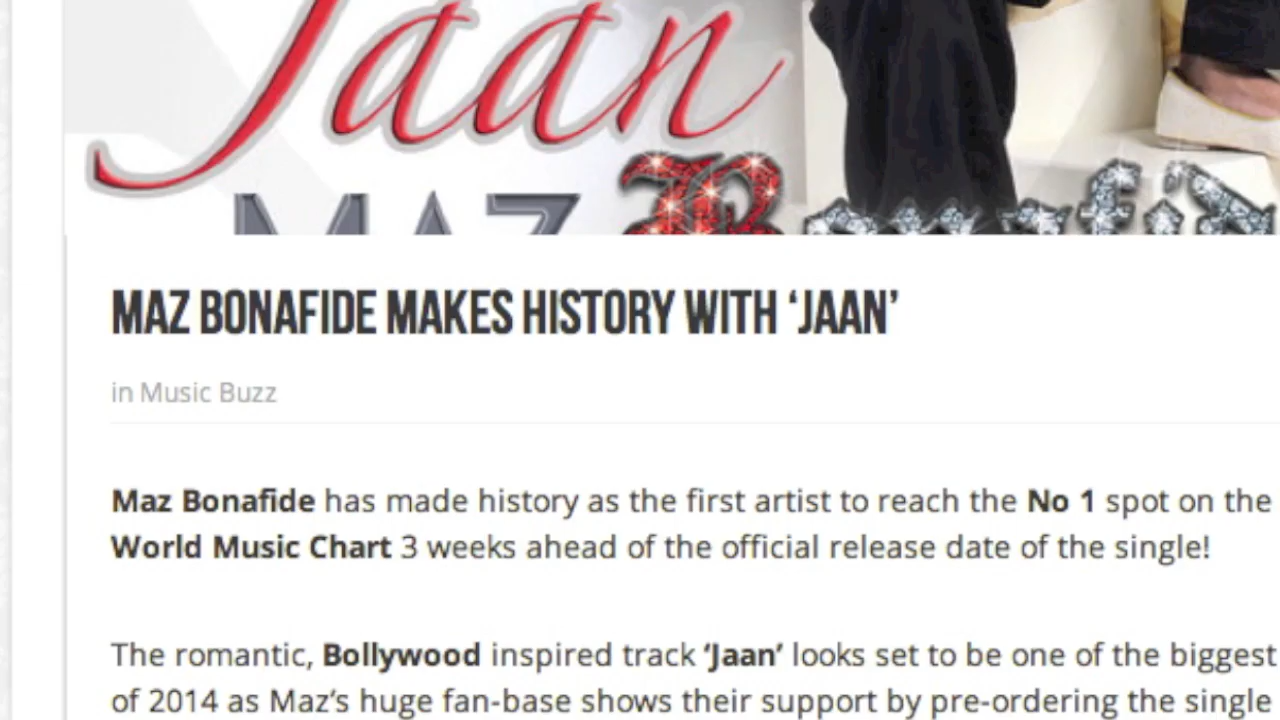 Jaan
MAZ Bonafid
MAZ BONAFIDE MAKES HISTORY WITH ‘JAAN’
in Music Buzz
Maz Bonafide has made history as the first artist to reach the No 1 spot on the
World Music Chart 3 weeks ahead of the official release date of the single!
The romantic, Bollywood inspired track ‘Jaan’ looks set to be one of the biggest
of 2014 as Maz’s huge fan-base shows their support by pre-ordering the single